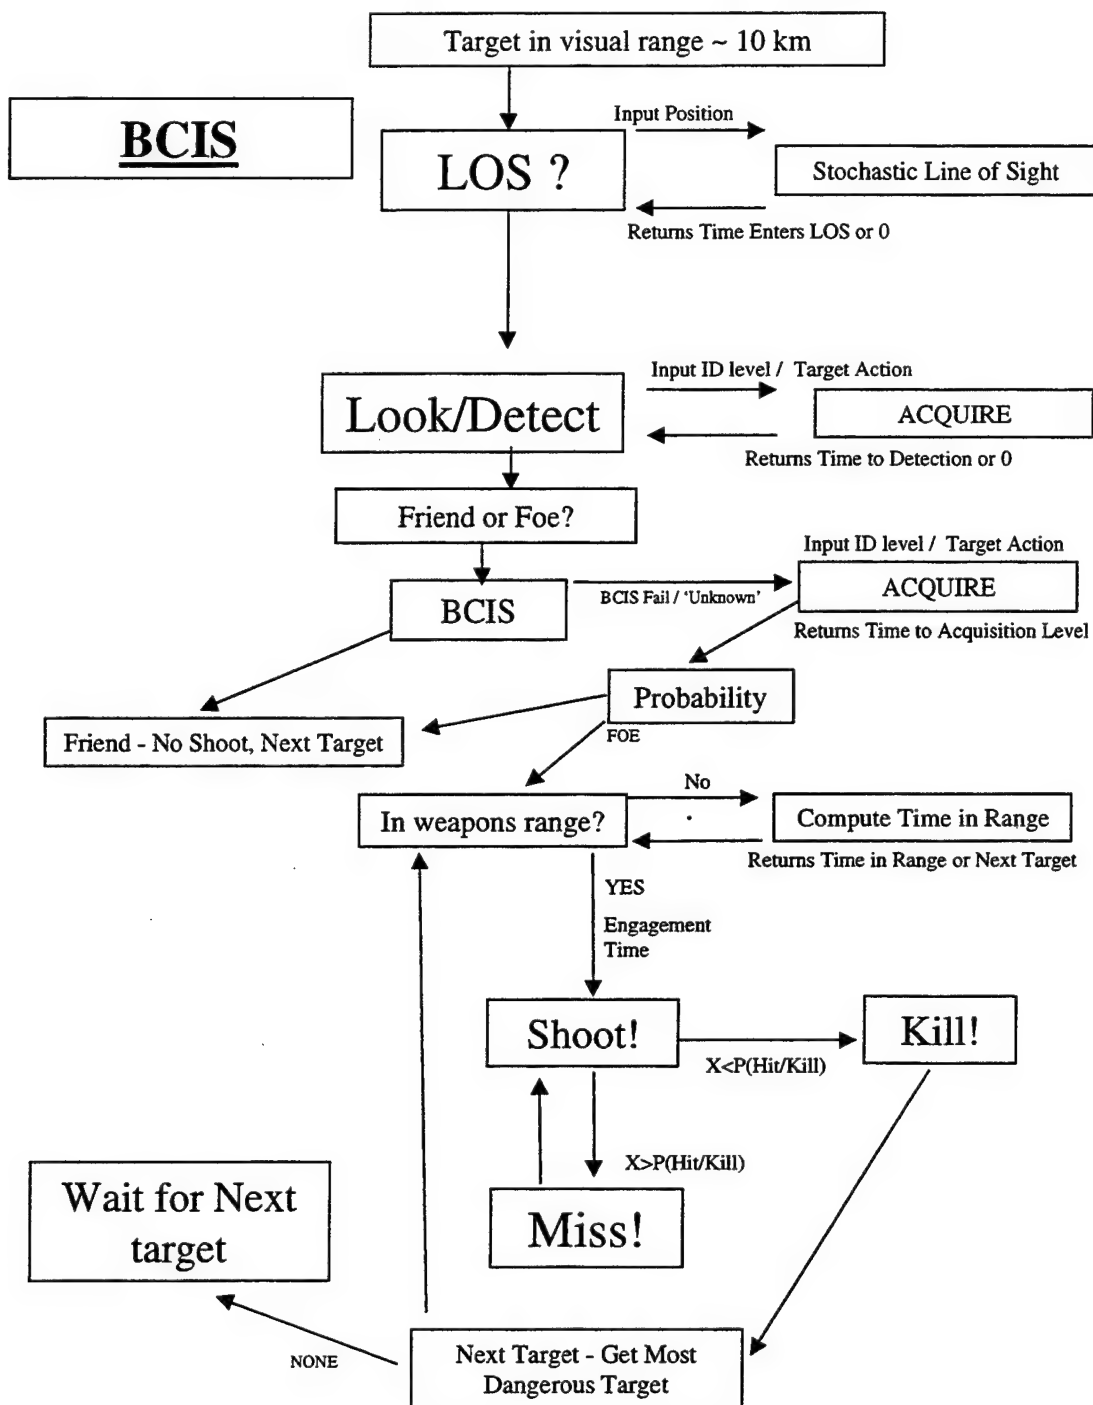 Target in visual range ~ 10 km
BCIS
Input Position
LOS ?
Stochastic Line of Sight
Returns Time Enters LOS or 0
Input ID level / Target Action
Look/Detect
ACQUIRE
Returns Time to Detection or 0
Friend or Foe?
Input ID level / Target Action
BCIS
BCIS Fail / ‘Unknown’
ACQUIRE
Returns Time to Acquisition Level
Probability
Friend - No Shoot, Next Target
FOE
No
In weapons range?
Compute Time in Range
Returns Time in Range or Next Target
YES
Engagement
Time
Shoot!
Kill!
X<P(Hit/Kill)
X>P(Hit/Kill)
Wait for Next
target
Miss!
NONE
Next Target - Get Most
Dangerous Target